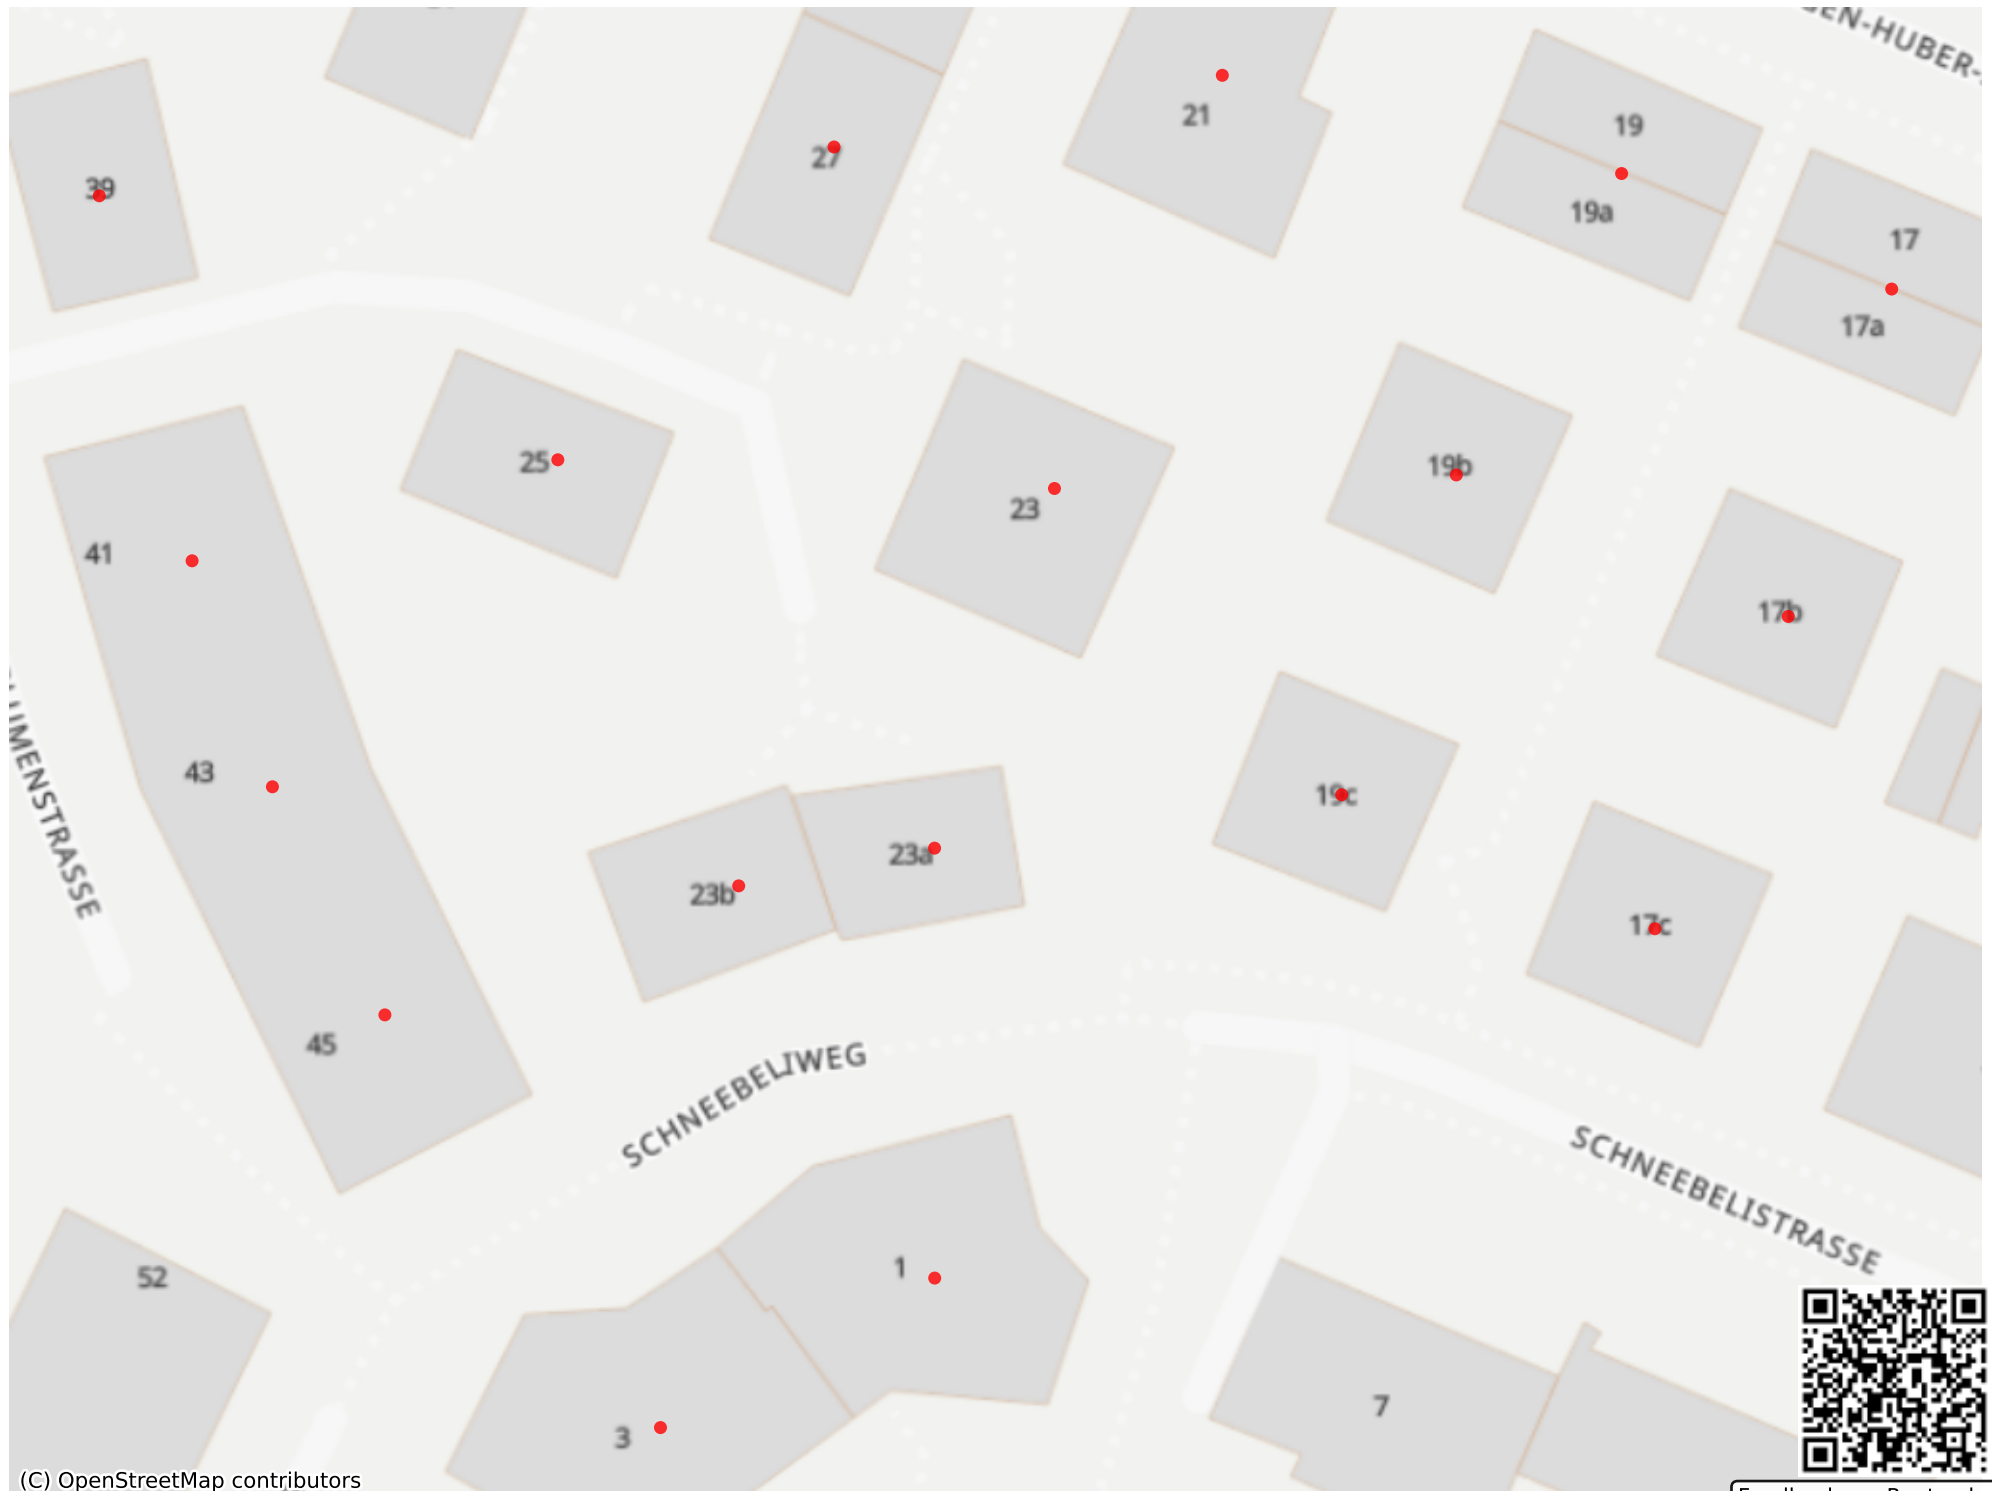 EN-HUBER-
39
27
21
19
19a
17
17a
25
23
19b
17b
41
43
45
UMENSTRASSE
23b
23a
19c
17c
SCHNEEBELIWEG
SCHNEEBELISTRASSE
52
1
3
7
(C) OpenStreetMap contributors